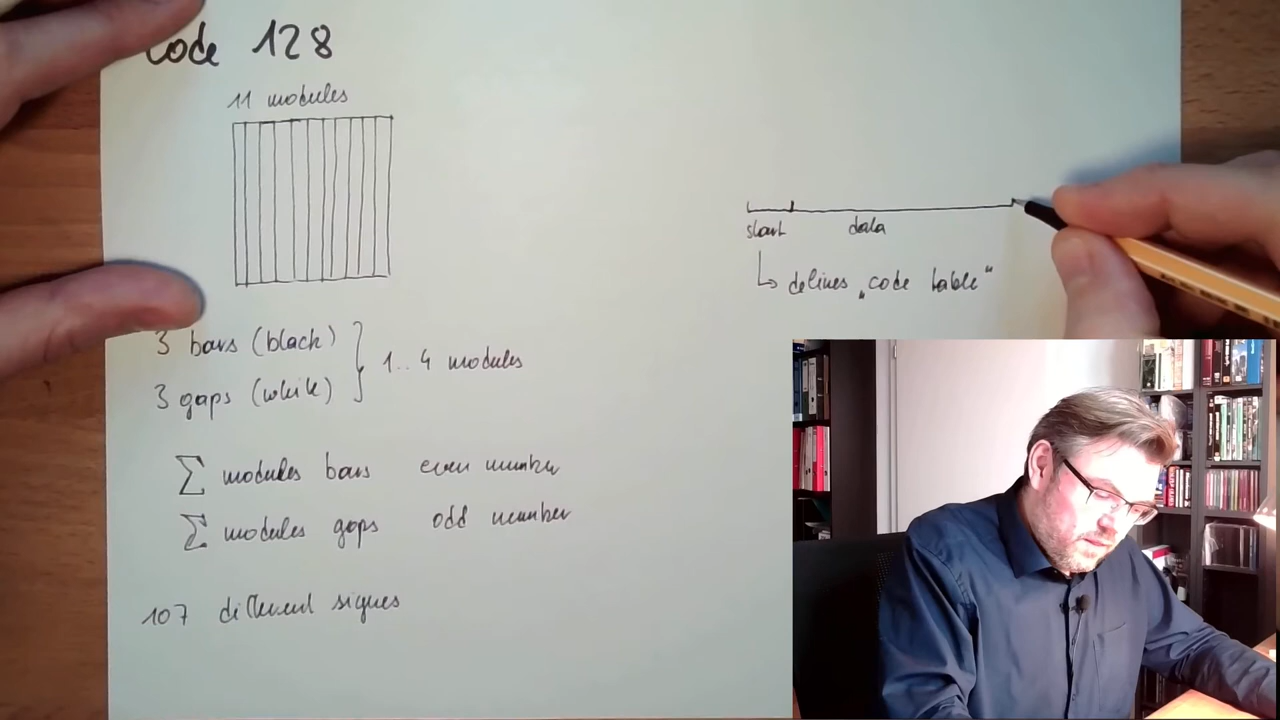 Code 128
11 modules
3 bars (black)
3 gaps (white)
1..4 modules
∑ modules bars even number
∑ modules gaps odd number
107 different signes
start data
↳ defines „code table“